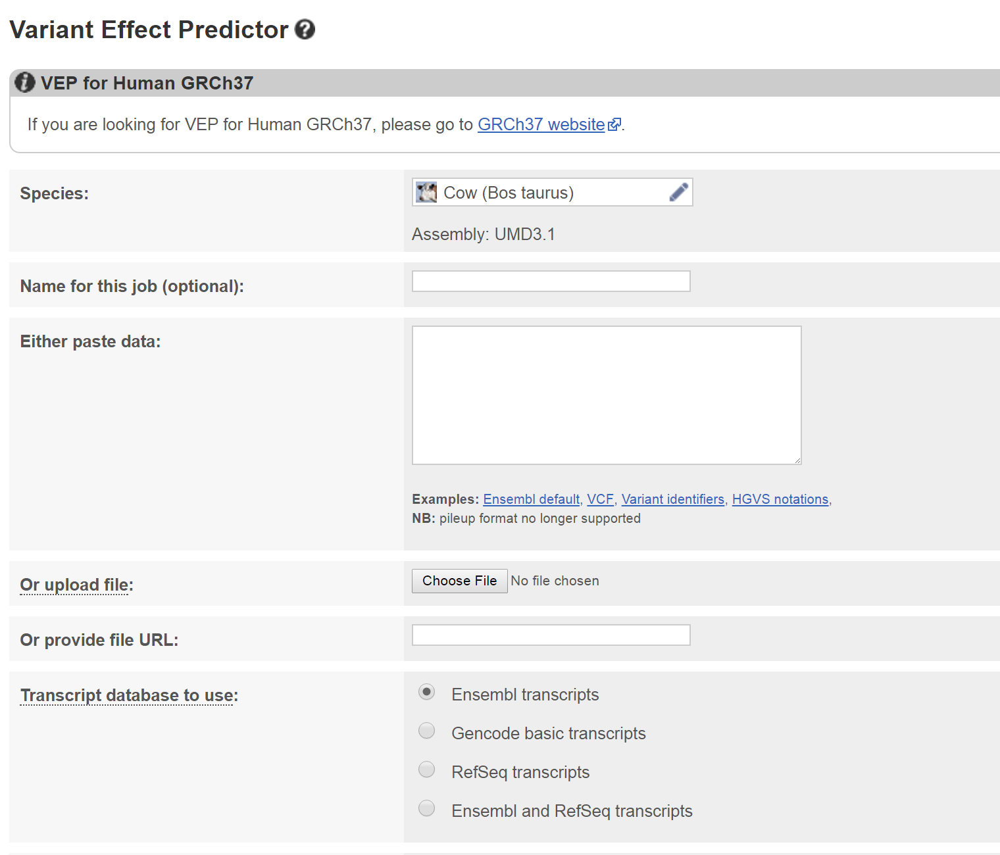 Variant Effect Predictor ?
i VEP for Human GRCh37
If you are looking for VEP for Human GRCh37, please go to GRCh37 website.
Species:
Cow (Bos taurus)
Assembly: UMD3.1
Name for this job (optional):
Either paste data:
Examples: Ensembl default, VCF, Variant identifiers, HGVS notations,
NB: pileup format no longer supported
Or upload file:
Choose File No file chosen
Or provide file URL:
Transcript database to use:
Ensembl transcripts
Gencode basic transcripts
RefSeq transcripts
Ensembl and RefSeq transcripts